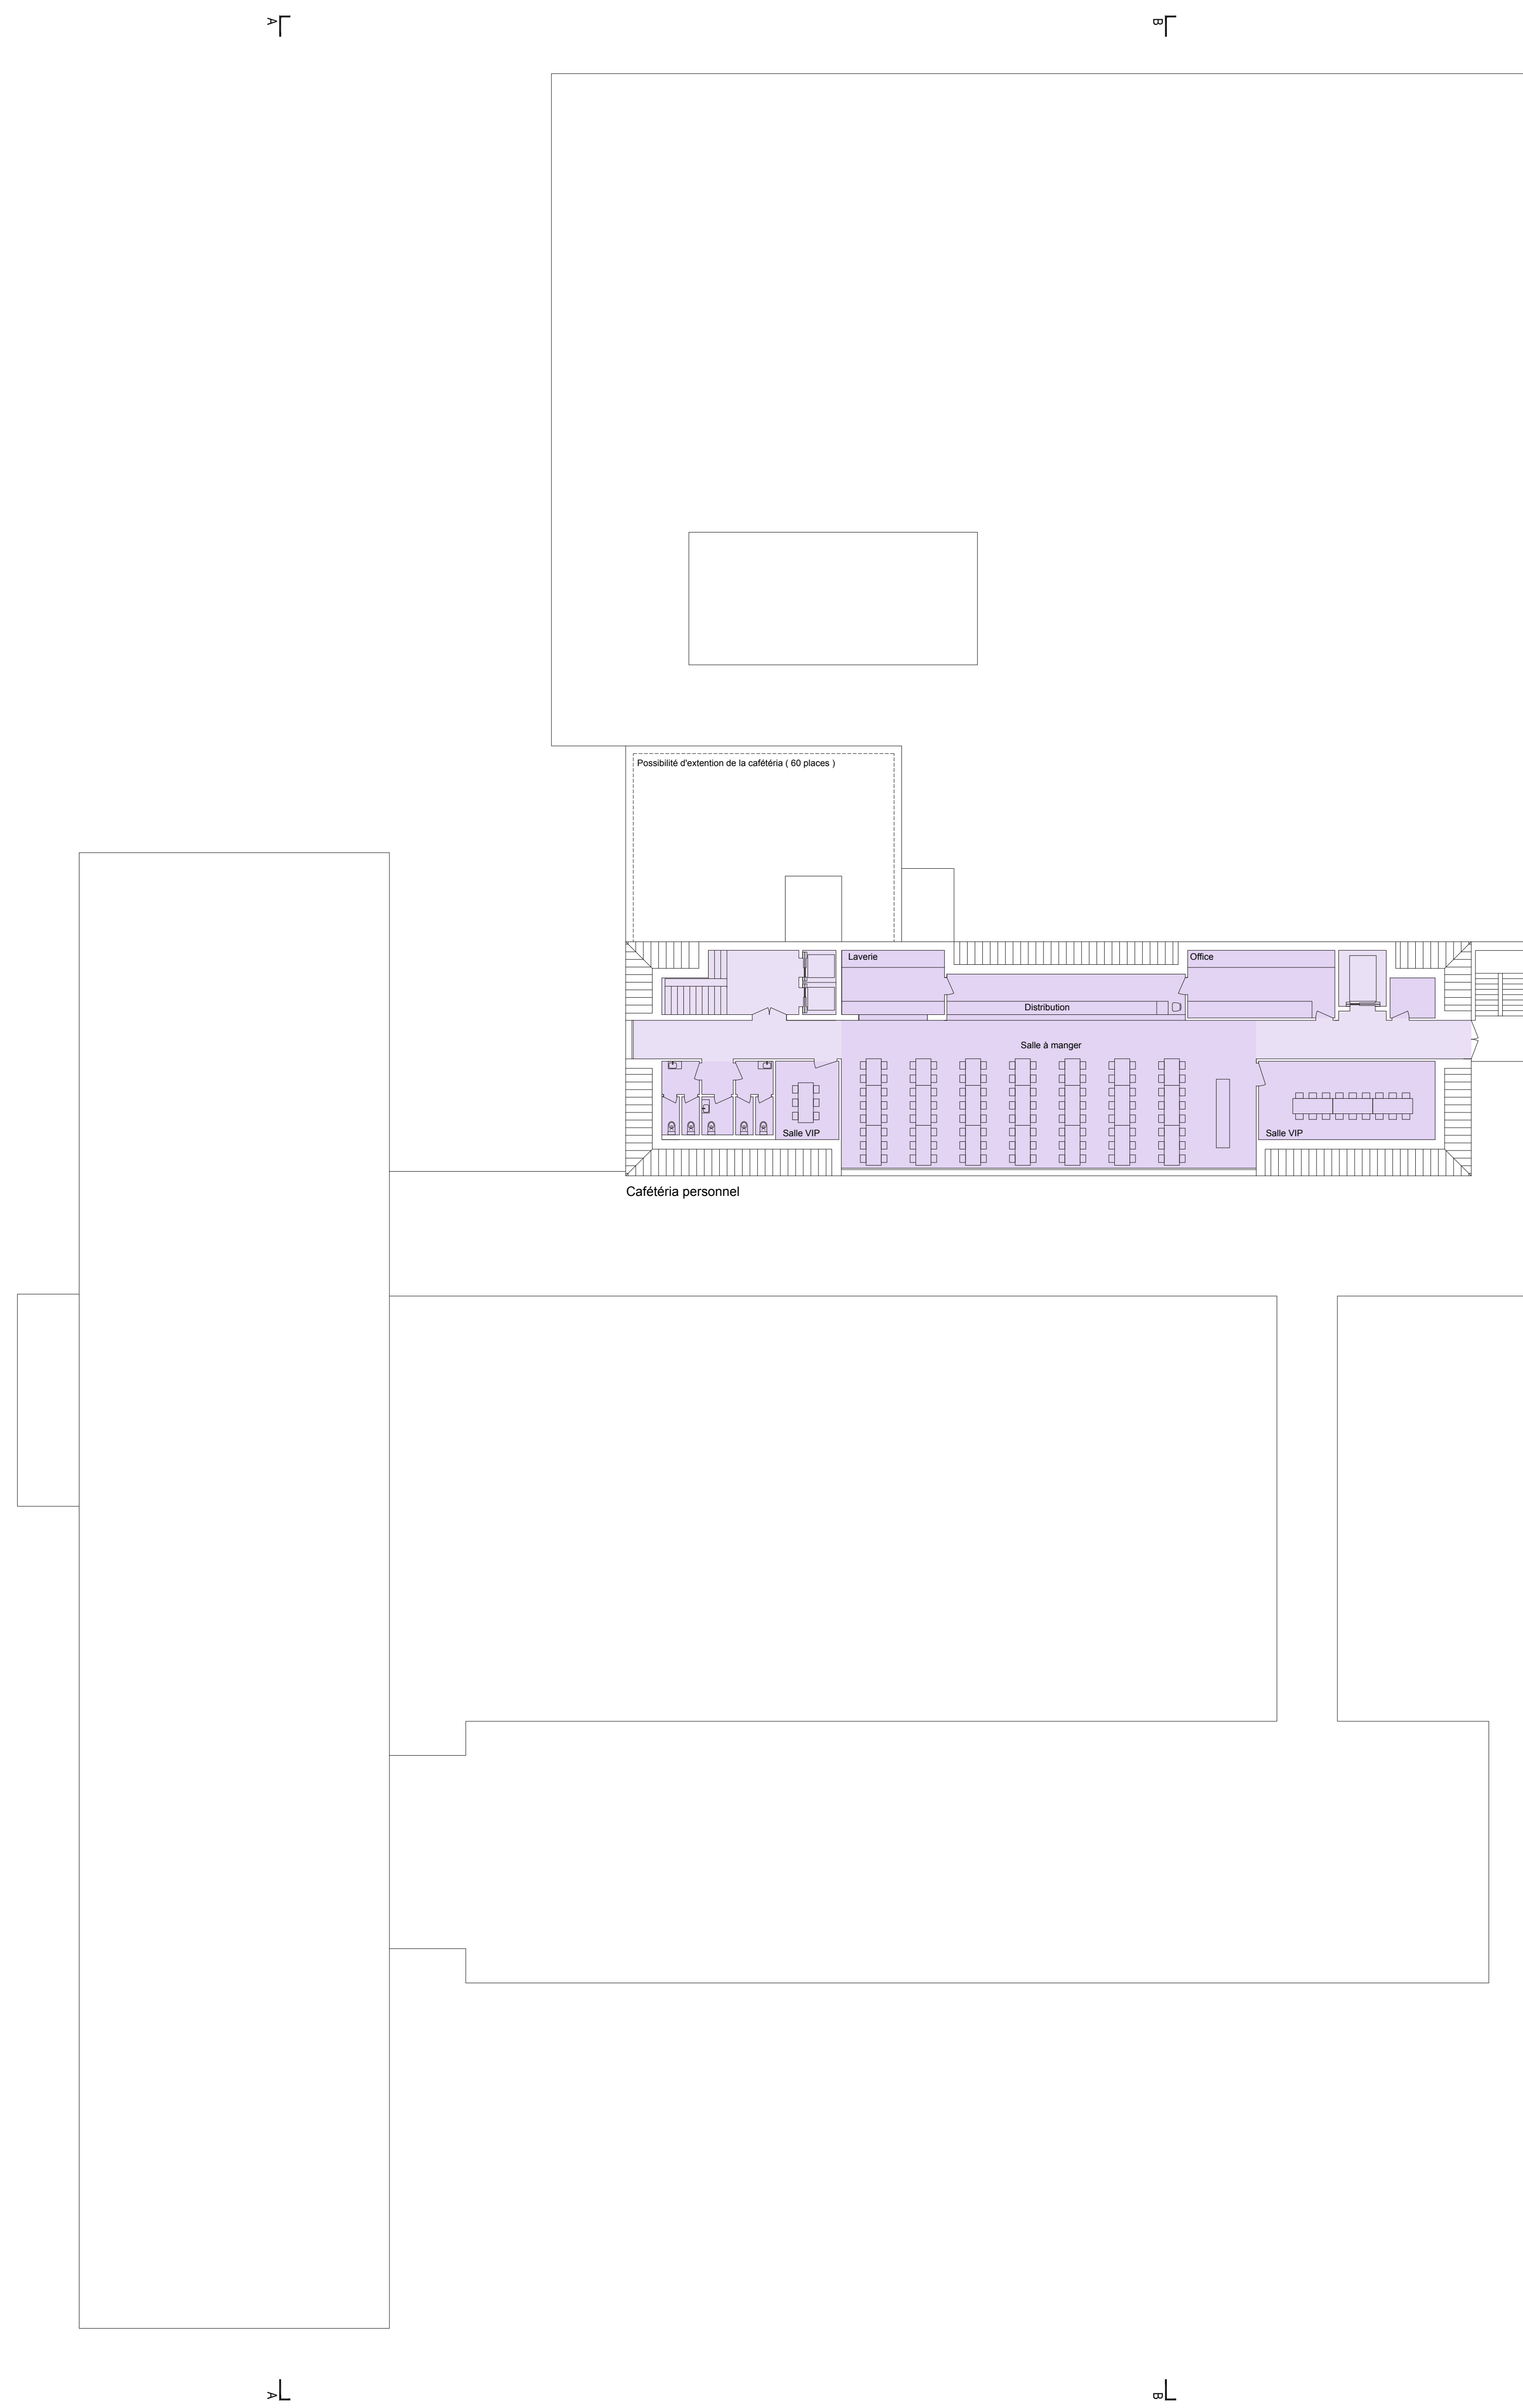 A
B
Possibilité d'extention de la cafétéria ( 60 places )
Laverie
Office
Distribution
Salle à manger
Salle VIP
Salle VIP
Cafétéria personnel
A
B